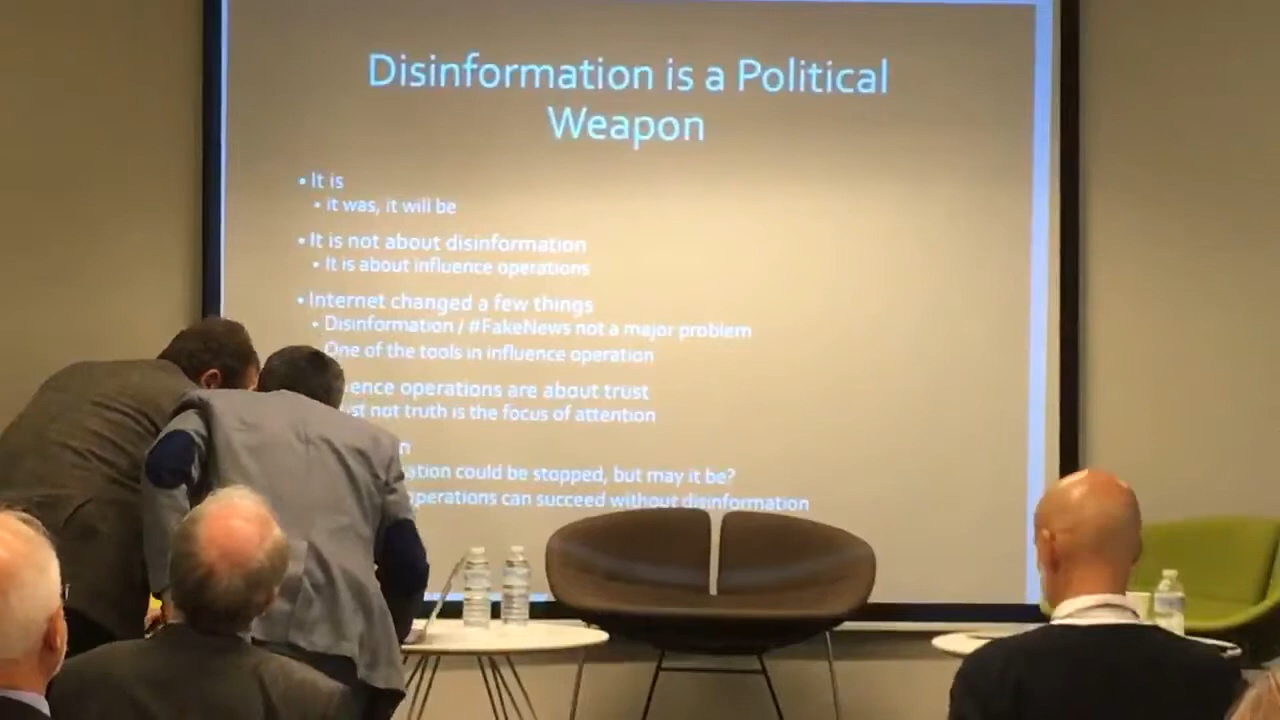 Disinformation is a Political
Weapon
• It is
• it was, it will be
• It is not about disinformation
• It is about influence operations
• Internet changed a few things
• Disinformation / #FakeNews not a major problem
One of the tools in influence operation
ence operations are about trust
st not truth is the focus of attention
n
ation could be stopped, but may it be?
operations can succeed without disinformation